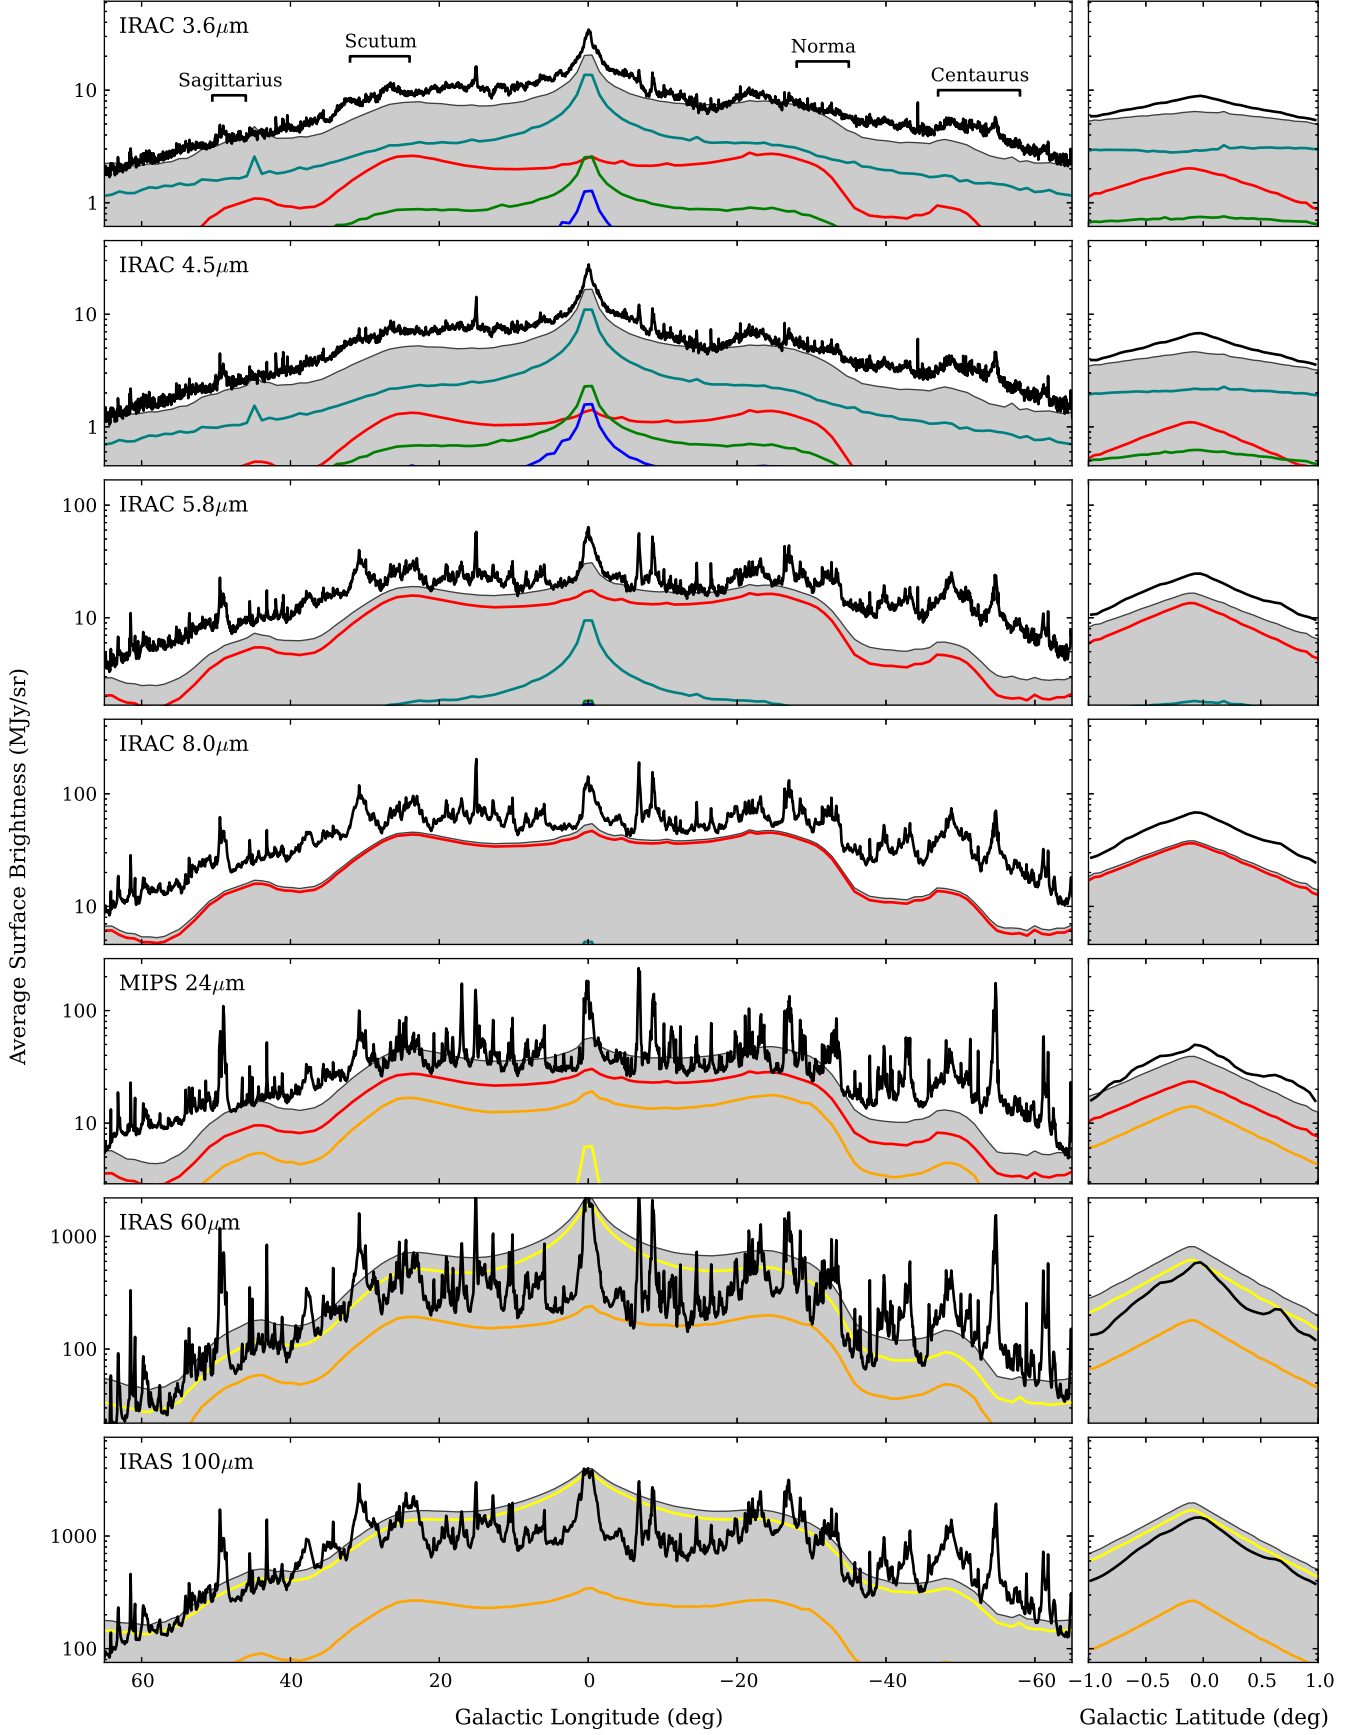 IRAC 3.6μm
Scutum
Sagittarius
Norma
Centaurus
10
1
IRAC 4.5μm
10
1
IRAC 5.8μm
100
10
IRAC 8.0μm
100
10
MIPS 24μm
100
10
IRAS 60μm
1000
100
IRAS 100μm
1000
100
Average Surface Brightness (MJy/sr)
60 40 20 0 −20 −40 −60
−1.0 −0.5 0.0 0.5 1.0
Galactic Longitude (deg)
Galactic Latitude (deg)